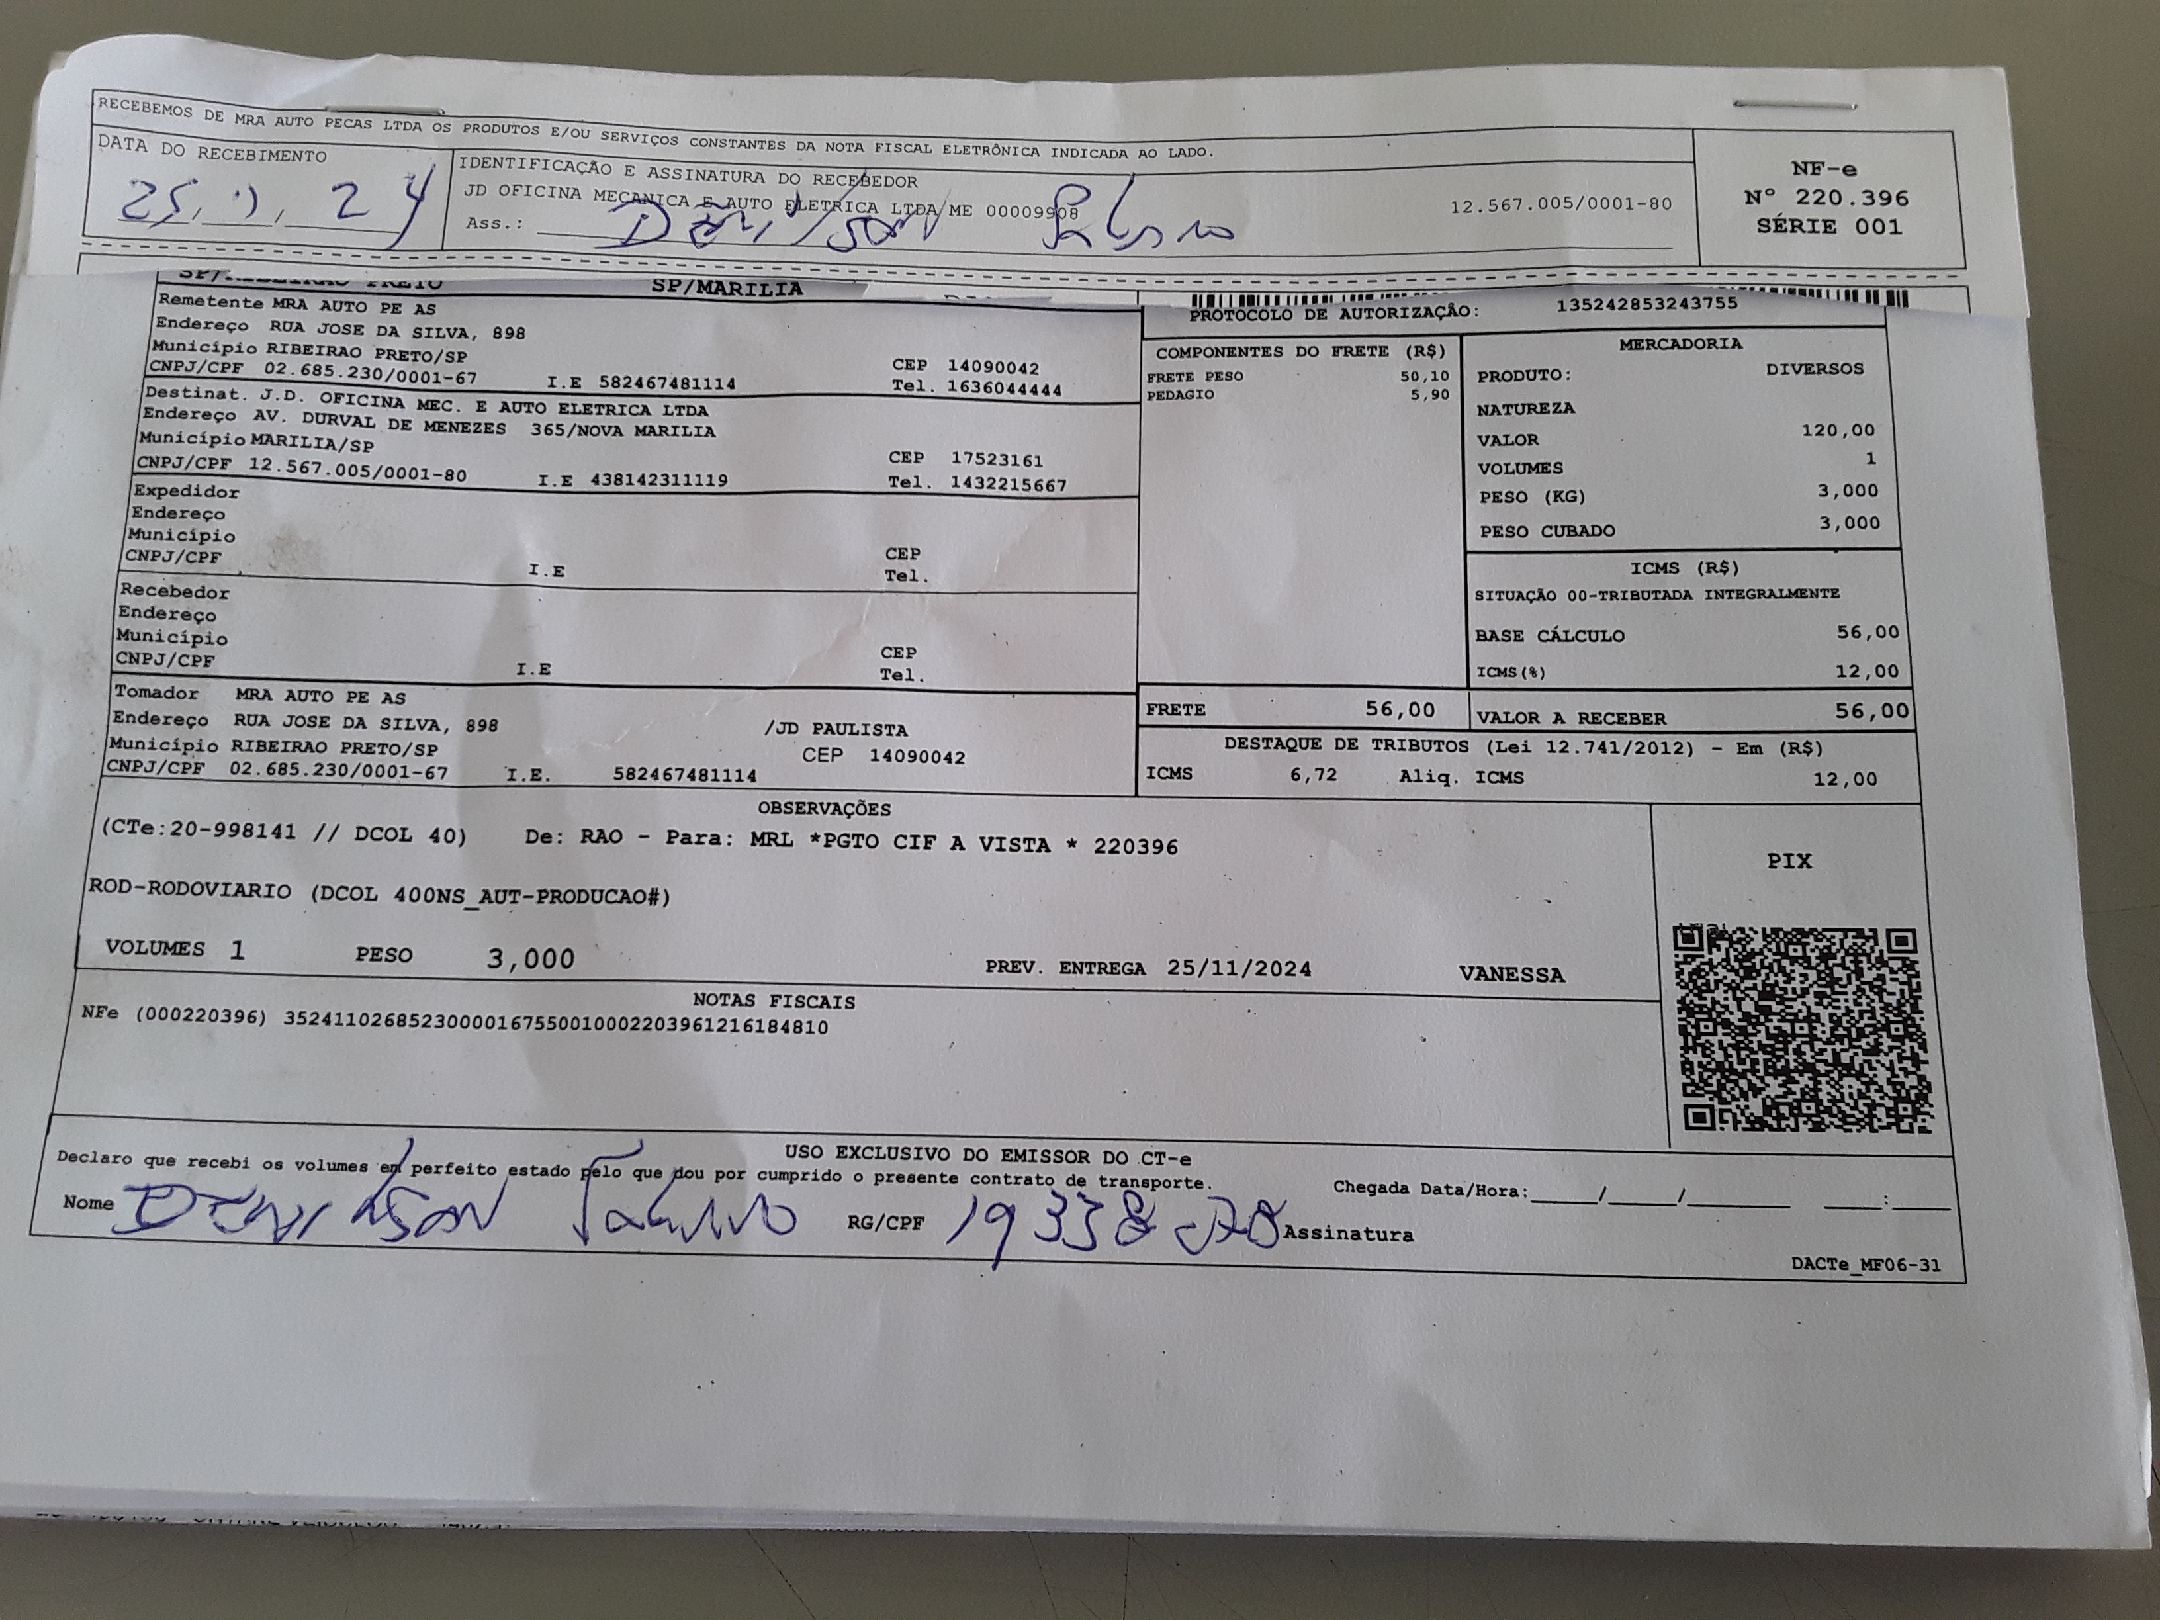 RECEBEMOS DE MRA AUTO PECAS LTDA OS PRODUTOS E/OU SERVIÇOS CONSTANTES DA NOTA FISCAL ELETRÔNICA INDICADA AO LADO.
DATA DO RECEBIMENTO
25, 11, 24
IDENTIFICAÇÃO E ASSINATURA DO RECEBEDOR
JD OFICINA MECANICA E AUTO ELETRICA LTDA ME 00009908
12.567.005/0001-80
Ass.:
NF-e
Nº 220.396
SÉRIE 001
SP/MARILIA
Remetente MRA AUTO PE AS
Endereço RUA JOSE DA SILVA, 898
Município RIBEIRAO PRETO/SP CEP 14090042
CNPJ/CPF 02.685.230/0001-67 I.E 582467481114 Tel. 1636044444
Destinat. J.D. OFICINA MEC. E AUTO ELETRICA LTDA
Endereço AV. DURVAL DE MENEZES 365/NOVA MARILIA
Município MARILIA/SP CEP 17523161
CNPJ/CPF 12.567.005/0001-80 I.E 438142311119 Tel. 1432215667
Expedidor
Endereço
Município CEP
CNPJ/CPF I.E Tel.
Recebedor
Endereço
Município CEP
CNPJ/CPF I.E Tel.
Tomador MRA AUTO PE AS
Endereço RUA JOSE DA SILVA, 898 /JD PAULISTA
Município RIBEIRAO PRETO/SP CEP 14090042
CNPJ/CPF 02.685.230/0001-67 I.E. 582467481114
PROTOCOLO DE AUTORIZAÇÃO: 135242853243755
COMPONENTES DO FRETE (R$)
FRETE PESO 50,10
PEDAGIO 5,90
MERCADORIA
PRODUTO: DIVERSOS
NATUREZA
VALOR 120,00
VOLUMES 1
PESO (KG) 3,000
PESO CUBADO 3,000
ICMS (R$)
SITUAÇÃO 00-TRIBUTADA INTEGRALMENTE
BASE CÁLCULO 56,00
ICMS(%) 12,00
FRETE 56,00 VALOR A RECEBER 56,00
DESTAQUE DE TRIBUTOS (Lei 12.741/2012) - Em (R$)
ICMS 6,72 Aliq. ICMS 12,00
OBSERVAÇÕES
(CTe:20-998141 // DCOL 40) De: RAO - Para: MRL *PGTO CIF A VISTA * 220396
ROD-RODOVIARIO (DCOL 400NS_AUT-PRODUCAO#)
VOLUMES 1 PESO 3,000 PREV. ENTREGA 25/11/2024 VANESSA
PIX
NOTAS FISCAIS
NFe (000220396) 35241102685230000167550010002203961216184810
USO EXCLUSIVO DO EMISSOR DO CT-e
Declaro que recebi os volumes em perfeito estado pelo que dou por cumprido o presente contrato de transporte.
Chegada Data/Hora:_____/_____/________ ____:____
Nome RG/CPF Assinatura
DACTe_MF06-31